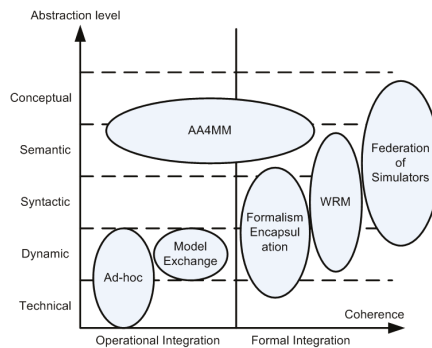 Abstraction level
Conceptual
AA4MM
Semantic
Federation
of
Simulators
Syntactic
WRM
Formalism
Encapsul
ation
Dynamic
Model
Exchange
Ad-hoc
Technical
Coherence
Operational Integration
Formal Integration